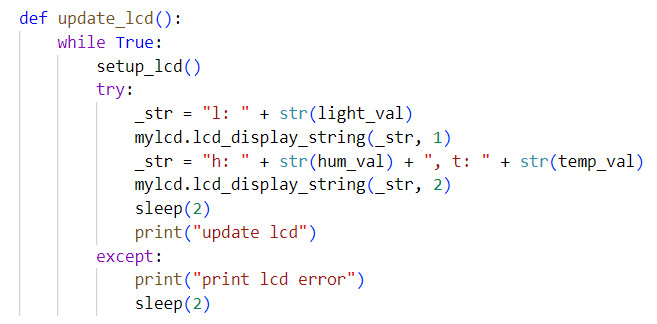 def update_lcd():
    while True:
        setup_lcd()
        try:
            _str = "l: " + str(light_val)
            mylcd.lcd_display_string(_str, 1)
            _str = "h: " + str(hum_val) + ", t: " + str(temp_val)
            mylcd.lcd_display_string(_str, 2)
            sleep(2)
            print("update lcd")
        except:
            print("print lcd error")
            sleep(2)